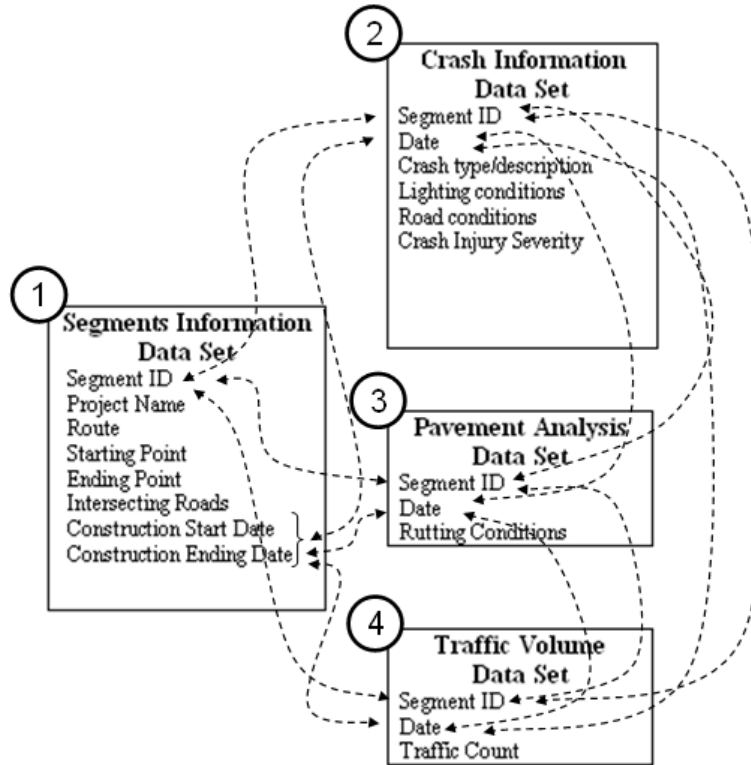 1
Segments Information
Data Set
Segment ID
Project Name
Route
Starting Point
Ending Point
Intersecting Roads
Construction Start Date
Construction Ending Date
2
Crash Information
Data Set
Segment ID
Date
Crash type/description
Lighting conditions
Road conditions
Crash Injury Severity
3
Pavement Analysis
Data Set
Segment ID
Date
Rutting Conditions
4
Traffic Volume
Data Set
Segment ID
Date
Traffic Count